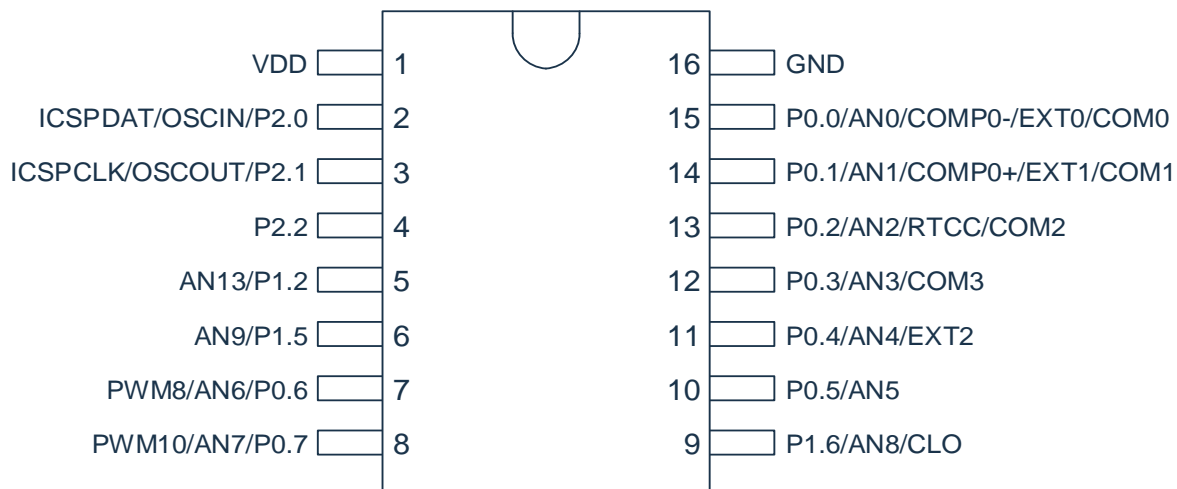 VDD 1 16 GND
ICSPDAT/OSCIN/P2.0 2 15 P0.0/AN0/COMP0-/EXT0/COM0
ICSPCLK/OSCOUT/P2.1 3 14 P0.1/AN1/COMP0+/EXT1/COM1
P2.2 4 13 P0.2/AN2/RTCC/COM2
AN13/P1.2 5 12 P0.3/AN3/COM3
AN9/P1.5 6 11 P0.4/AN4/EXT2
PWM8/AN6/P0.6 7 10 P0.5/AN5
PWM10/AN7/P0.7 8 9 P1.6/AN8/CLO